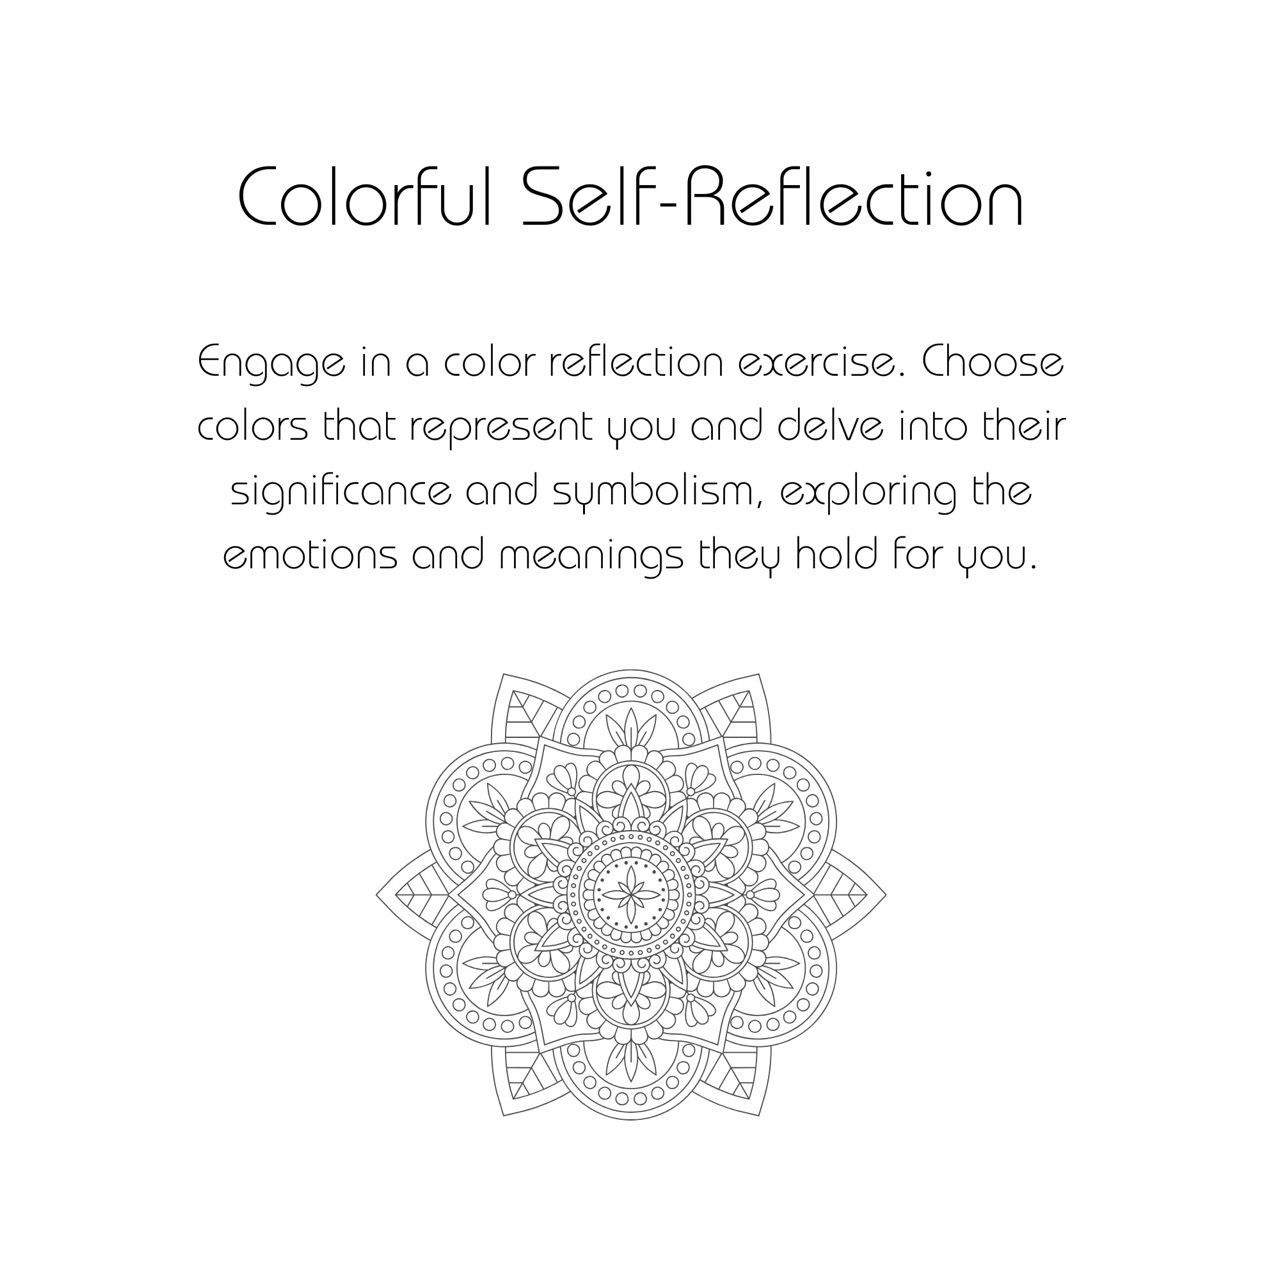 Colorful Self-Reflection
Engage in a color reflection exercise. Choose
colors that represent you and delve into their
significance and symbolism, exploring the
emotions and meanings they hold for you.